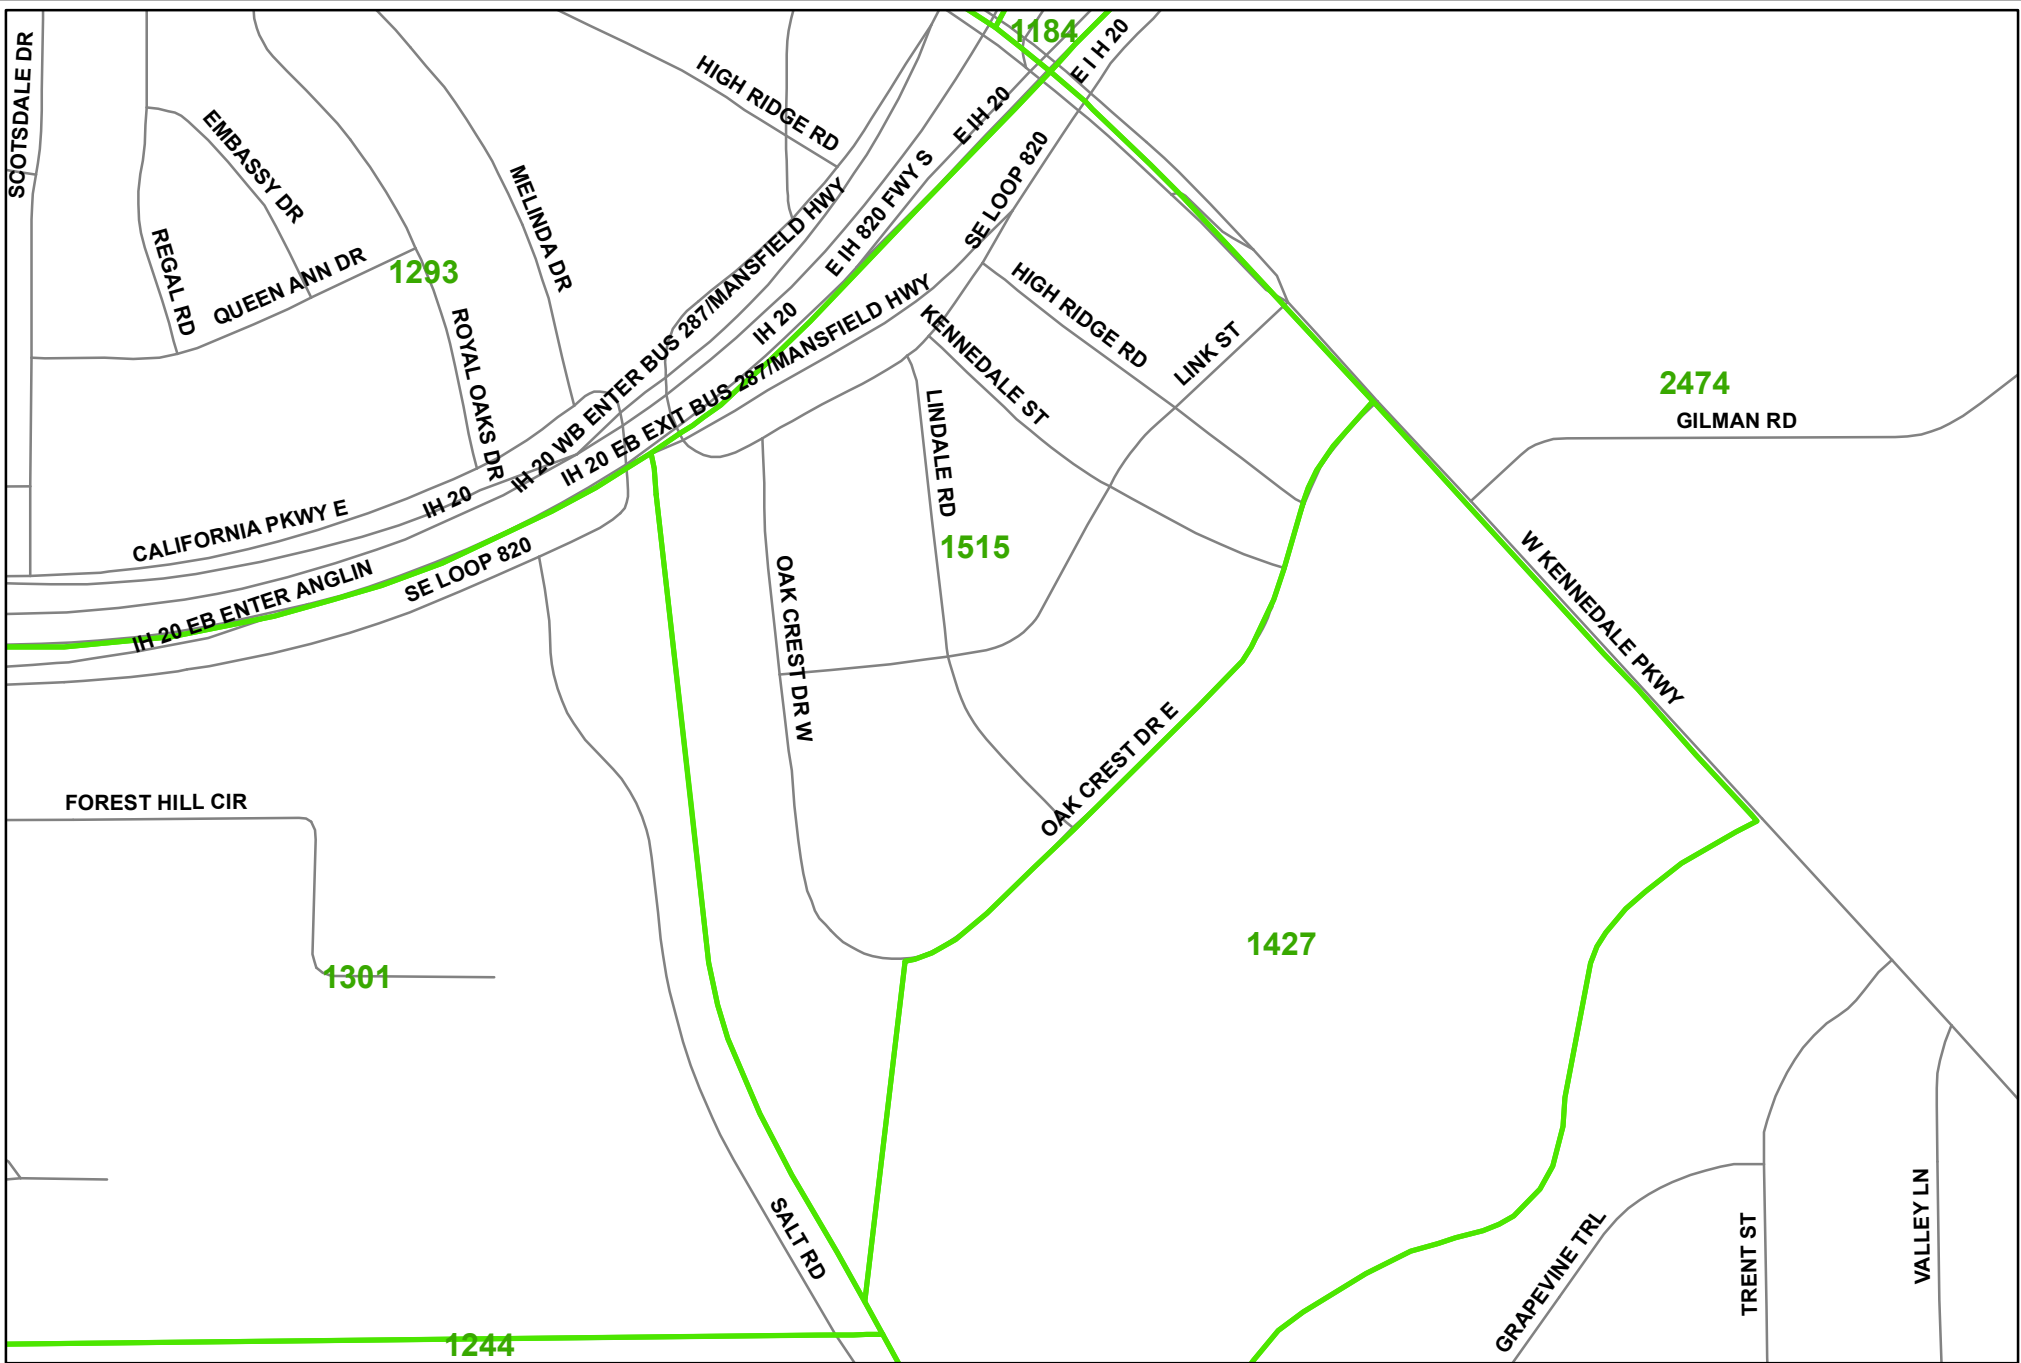 1184
SCOTSDALE DR
HIGH RIDGE RD
E I H 20
E IH 20
EMBASSY DR
MELINDA DR
E IH 820 FWY S
SE LOOP 820
REGAL RD
QUEEN ANN DR
1293
ROYAL OAKS DR
IH 20 WB ENTER BUS 287/MANSFIELD HWY
IH 20
IH 20 EB EXIT BUS 287/MANSFIELD HWY
KENNEDALE ST
HIGH RIDGE RD
LINK ST
2474
GILMAN RD
LINDALE RD
IH 20
CALIFORNIA PKWY E
IH 20 EB ENTER ANGLIN
SE LOOP 820
1515
OAK CREST DR W
W KENNEDALE PKWY
OAK CREST DR E
FOREST HILL CIR
1427
1301
SALT RD
GRAPEVINE TRL
TRENT ST
VALLEY LN
1244